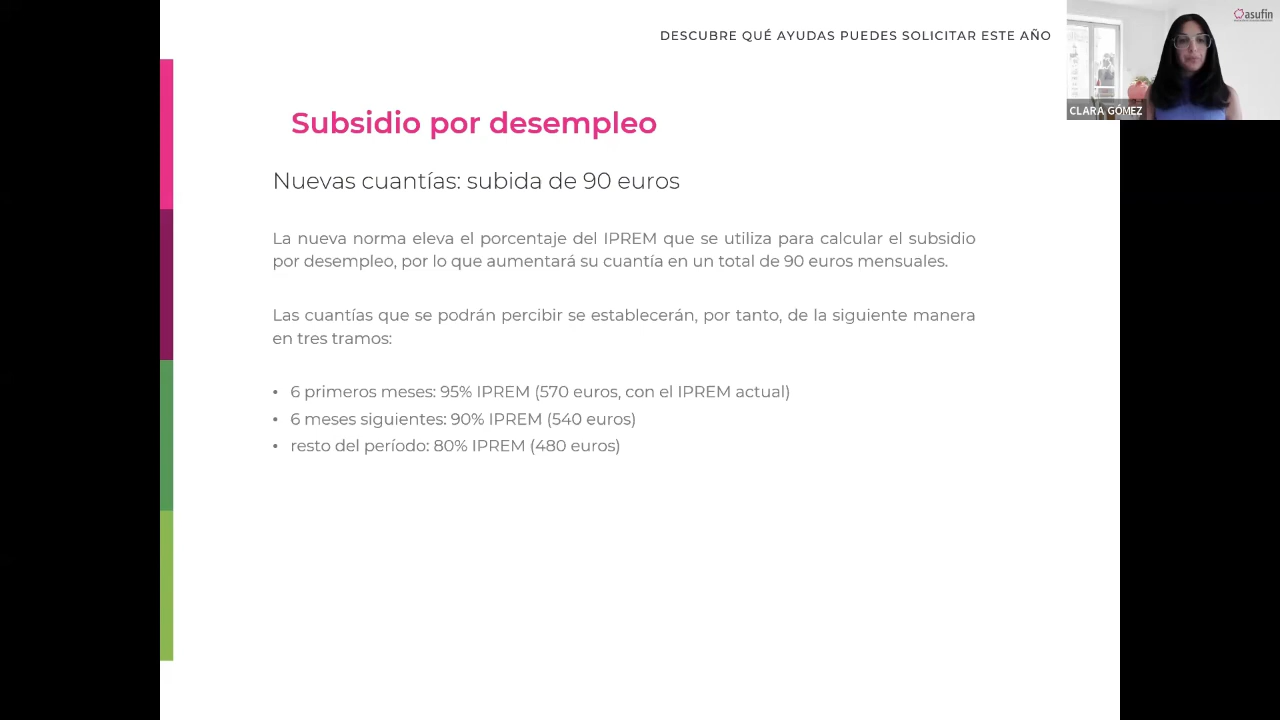 DESCUBRE QUÉ AYUDAS PUEDES SOLICITAR ESTE AÑO
asufin
CLARA GÓMEZ
Subsidio por desempleo
Nuevas cuantías: subida de 90 euros
La nueva norma eleva el porcentaje del IPREM que se utiliza para calcular el subsidio
por desempleo, por lo que aumentará su cuantía en un total de 90 euros mensuales.
Las cuantías que se podrán percibir se establecerán, por tanto, de la siguiente manera
en tres tramos:
• 6 primeros meses: 95% IPREM (570 euros, con el IPREM actual)
• 6 meses siguientes: 90% IPREM (540 euros)
• resto del período: 80% IPREM (480 euros)